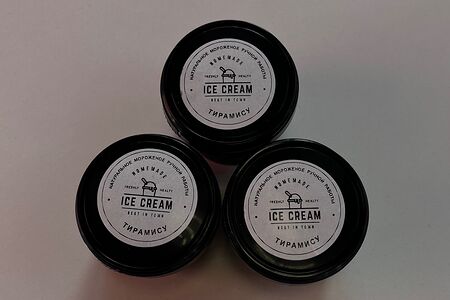 НАТУРАЛЬНОЕ МОРОЖЕНОЕ РУЧНОЙ РАБОТЫ
HOMEMADE
FRESHLY HEALTY
ICE CREAM
BEST IN TOWN
ТИРАМИСУ
НАТУРАЛЬНОЕ МОРОЖЕНОЕ РУЧНОЙ РАБОТЫ
HOMEMADE
FRESHLY HEALTY
ICE CREAM
BEST IN TOWN
ТИРАМИСУ
НАТУРАЛЬНОЕ МОРОЖЕНОЕ РУЧНОЙ РАБОТЫ
HOMEMADE
FRESHLY HEALTY
ICE CREAM
BEST IN TOWN
ТИРАМИСУ